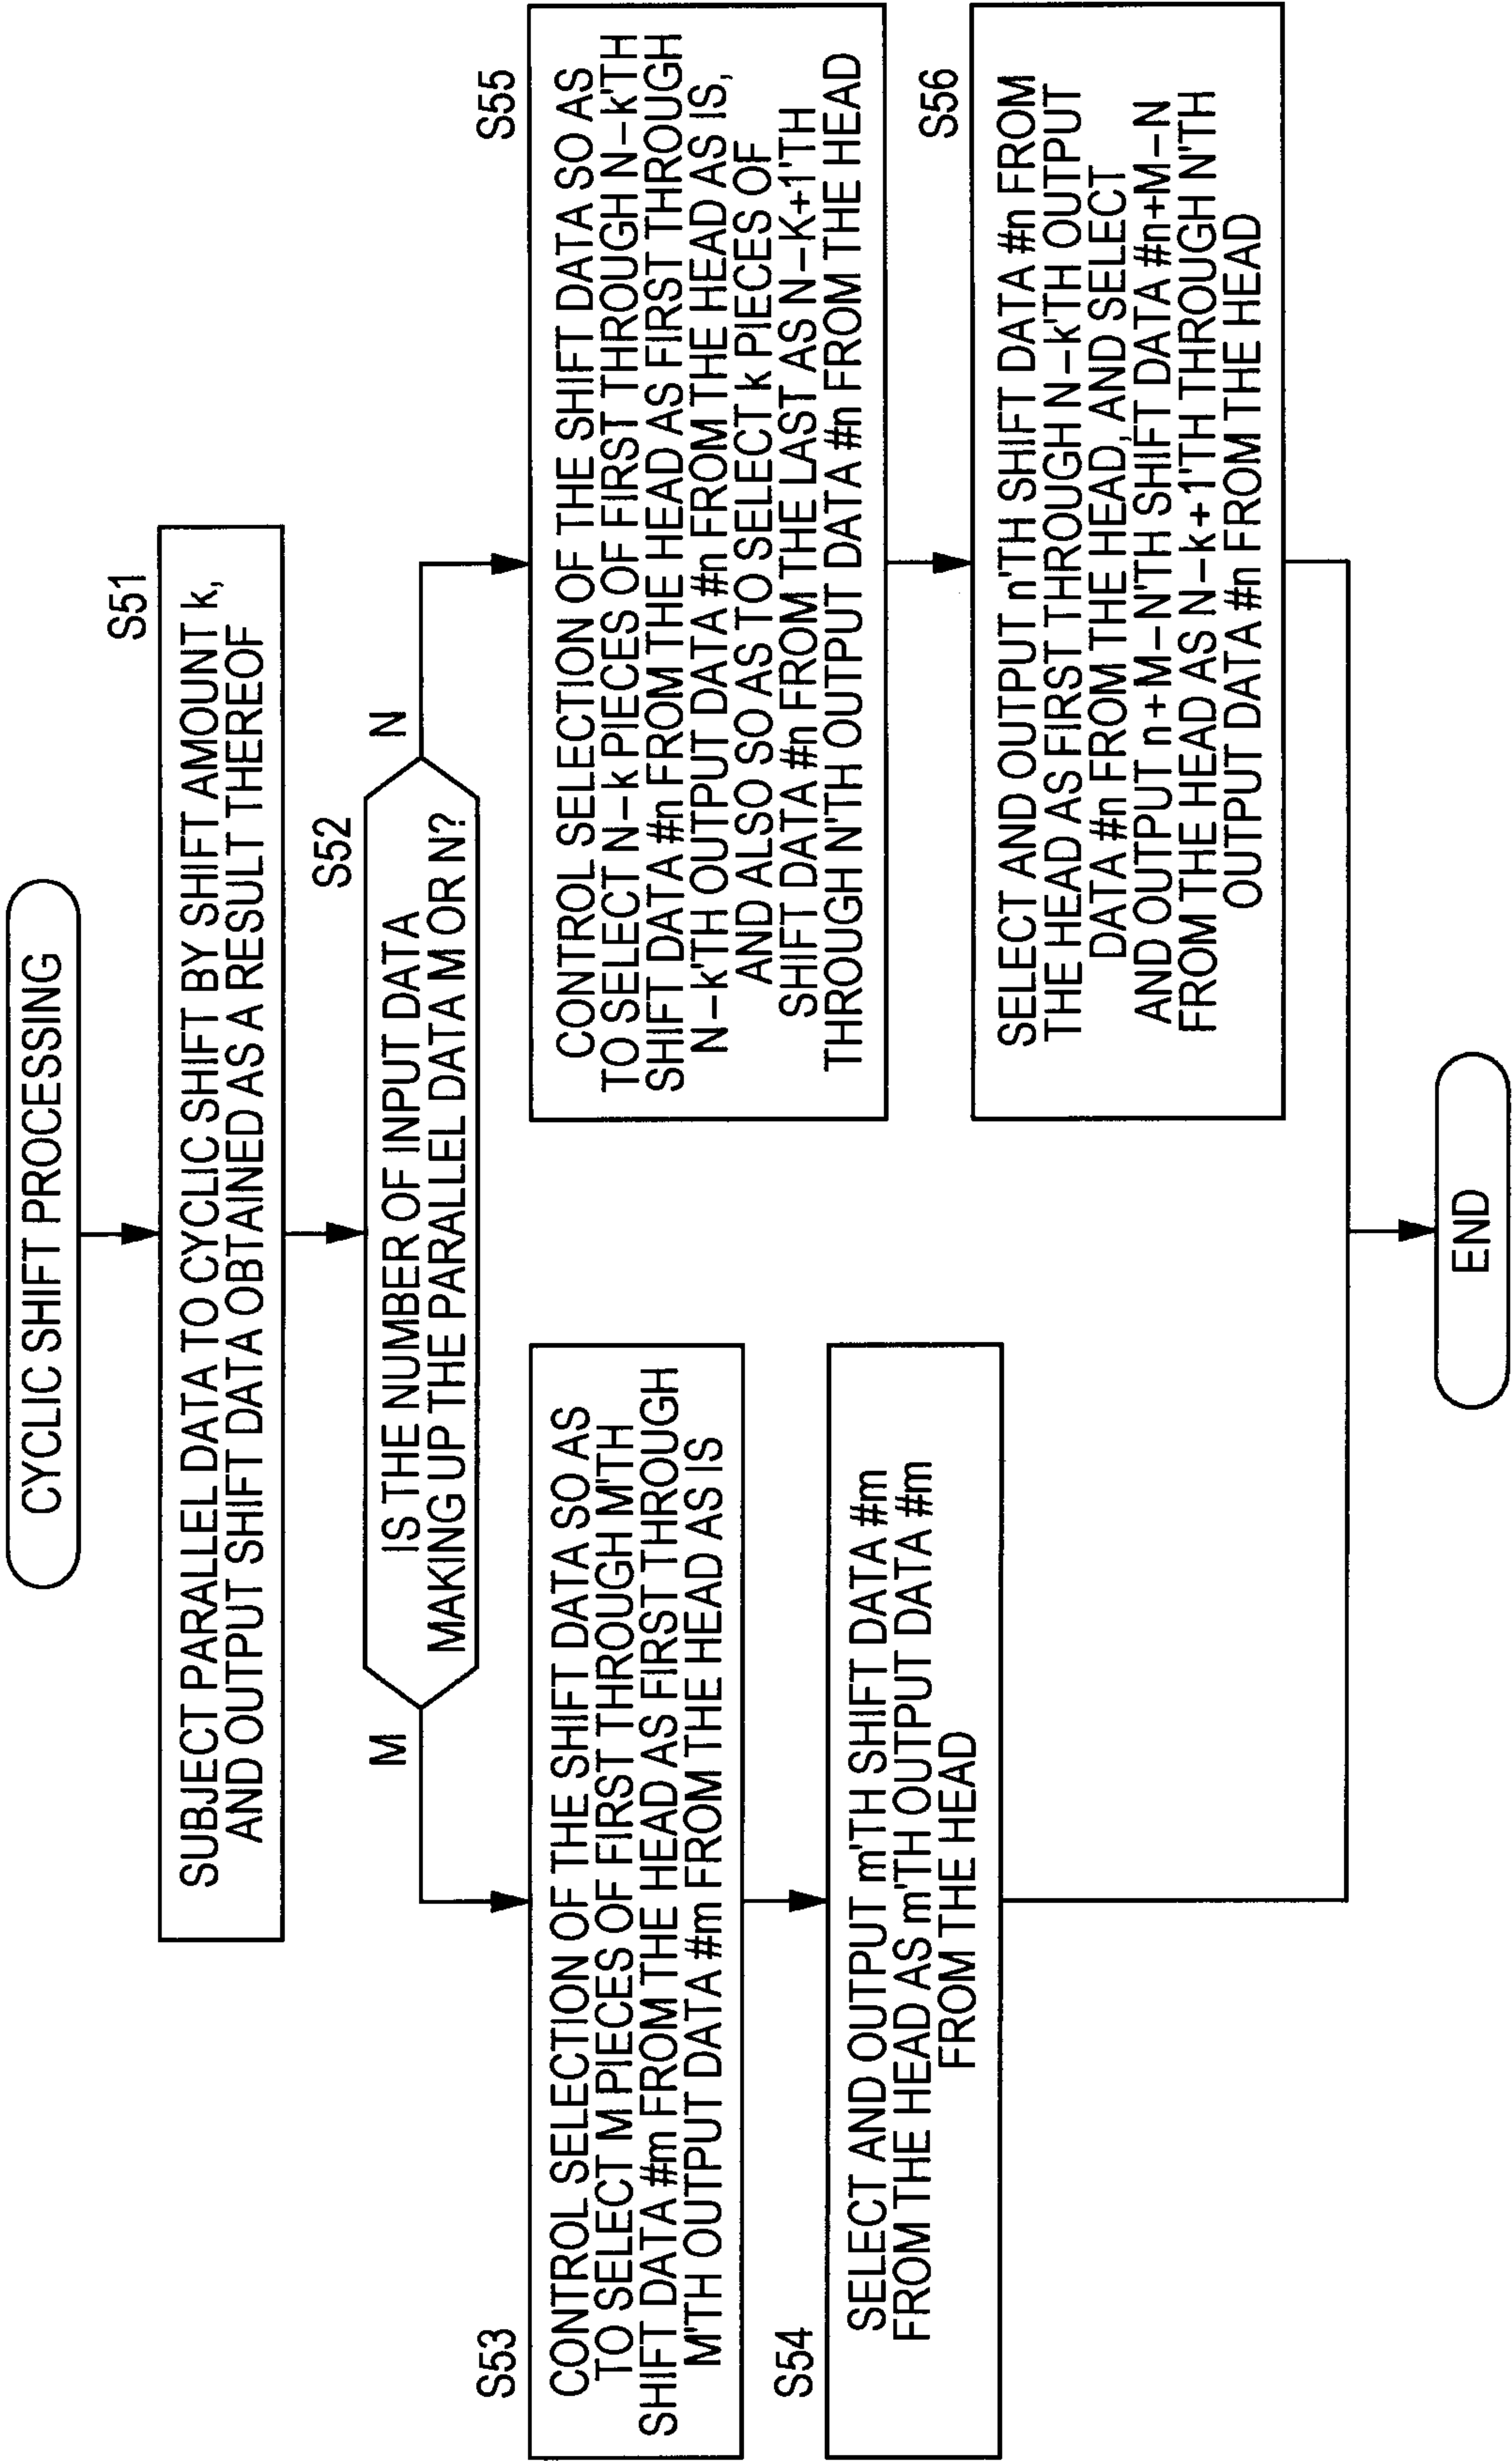 CYCLIC SHIFT PROCESSING
S51
SUBJECT PARALLEL DATA TO CYCLIC SHIFT BY SHIFT AMOUNT k,
AND OUTPUT SHIFT DATA OBTAINED AS A RESULT THEREOF
S52
IS THE NUMBER OF INPUT DATA
MAKING UP THE PARALLEL DATA M OR N?
M
N
S53
CONTROL SELECTION OF THE SHIFT DATA SO AS
TO SELECT M PIECES OF FIRST THROUGH M'TH
SHIFT DATA #m FROM THE HEAD AS FIRST THROUGH
M'TH OUTPUT DATA #m FROM THE HEAD AS IS
S54
SELECT AND OUTPUT m'TH SHIFT DATA #m
FROM THE HEAD AS m'TH OUTPUT DATA #m
FROM THE HEAD
S55
CONTROL SELECTION OF THE SHIFT DATA SO AS
TO SELECT N-k PIECES OF FIRST THROUGH N-k'TH
SHIFT DATA #n FROM THE HEAD AS FIRST THROUGH
N-k'TH OUTPUT DATA #n FROM THE HEAD AS IS,
AND ALSO SO AS TO SELECT k PIECES OF
SHIFT DATA #n FROM THE LAST AS N-K+1'TH
THROUGH N'TH OUTPUT DATA #n FROM THE HEAD
S56
SELECT AND OUTPUT n'TH SHIFT DATA #n FROM
THE HEAD AS FIRST THROUGH N-k'TH OUTPUT
DATA #n FROM THE HEAD, AND SELECT
AND OUTPUT n+M-N'TH SHIFT DATA #n+M-N
FROM THE HEAD AS N-k+1'TH THROUGH N'TH
OUTPUT DATA #n FROM THE HEAD
END